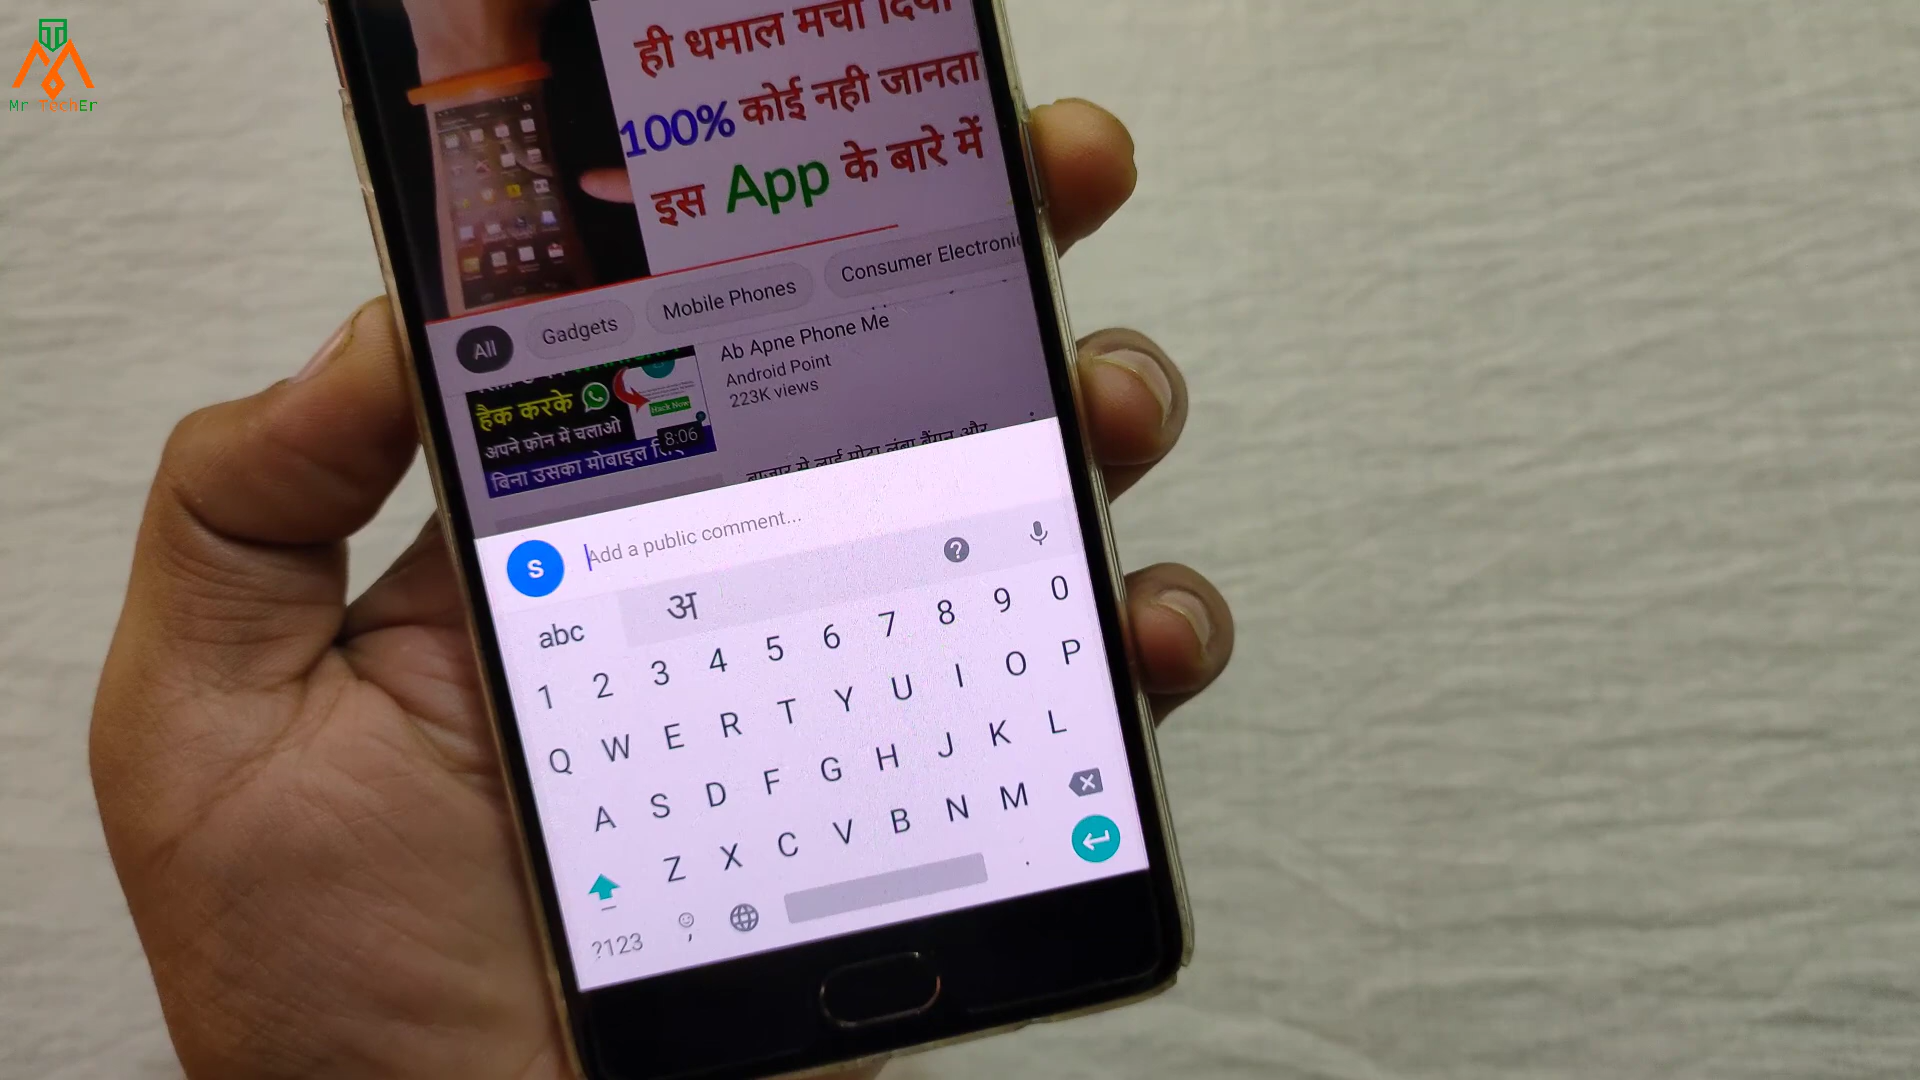 Mr TechEr
ही धमाल मचा दिया
100% कोई नही जानता
इस App के बारे में
All
Gadgets
Mobile Phones
Consumer Electronic
हैक करके
Hack Now
अपने फ़ोन में चलाओ
8:06
बिना उसका मोबाइल
Ab Apne Phone Me
Android Point
223K views
S
Add a public comment...
?
abc
अ
1 2 3 4 5 6 7 8 9 0
Q W E R T Y U I O P
A S D F G H J K L
Z X C V B N M
?123 , .